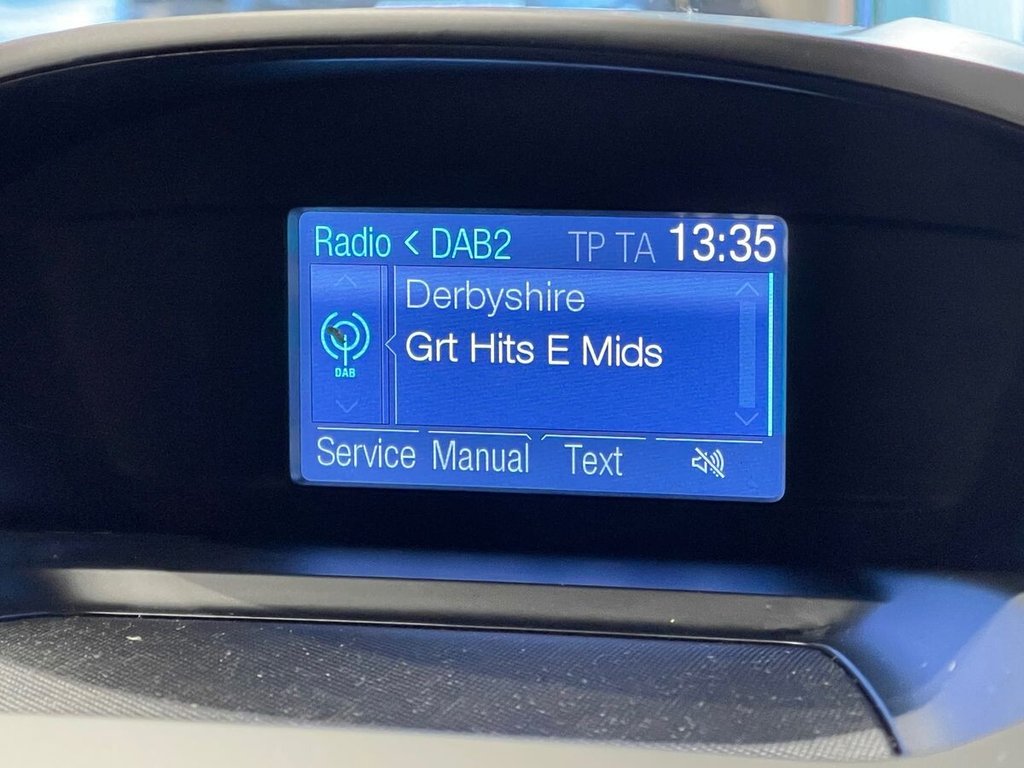 Radio < DAB2 TP TA 13:35
Derbyshire
Grt Hits E Mids
DAB
Service Manual Text